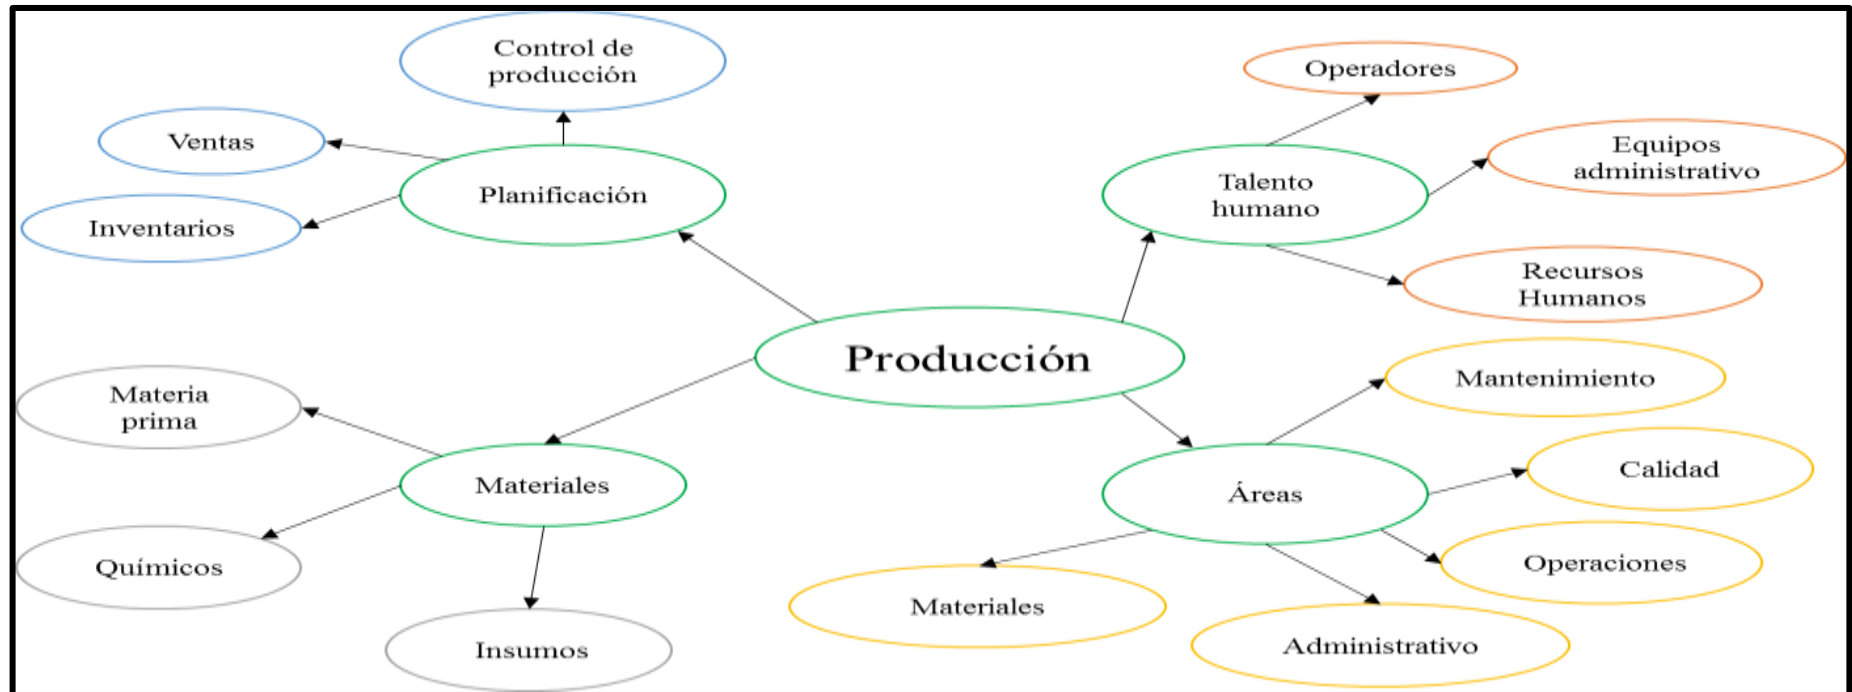 Control de
producción
Ventas
Planificación
Inventarios
Operadores
Equipos
administrativo
Talento
humano
Recursos
Humanos
Producción
Materia
prima
Materiales
Químicos
Insumos
Mantenimiento
Calidad
Áreas
Operaciones
Materiales
Administrativo